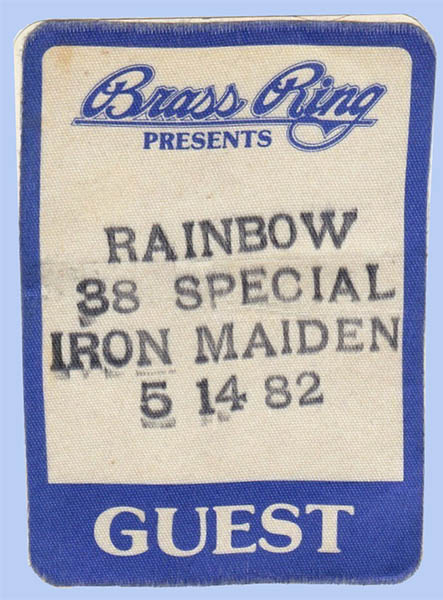 Brass Ring
PRESENTS
RAINBOW
38 SPECIAL
IRON MAIDEN
5 14 82
GUEST